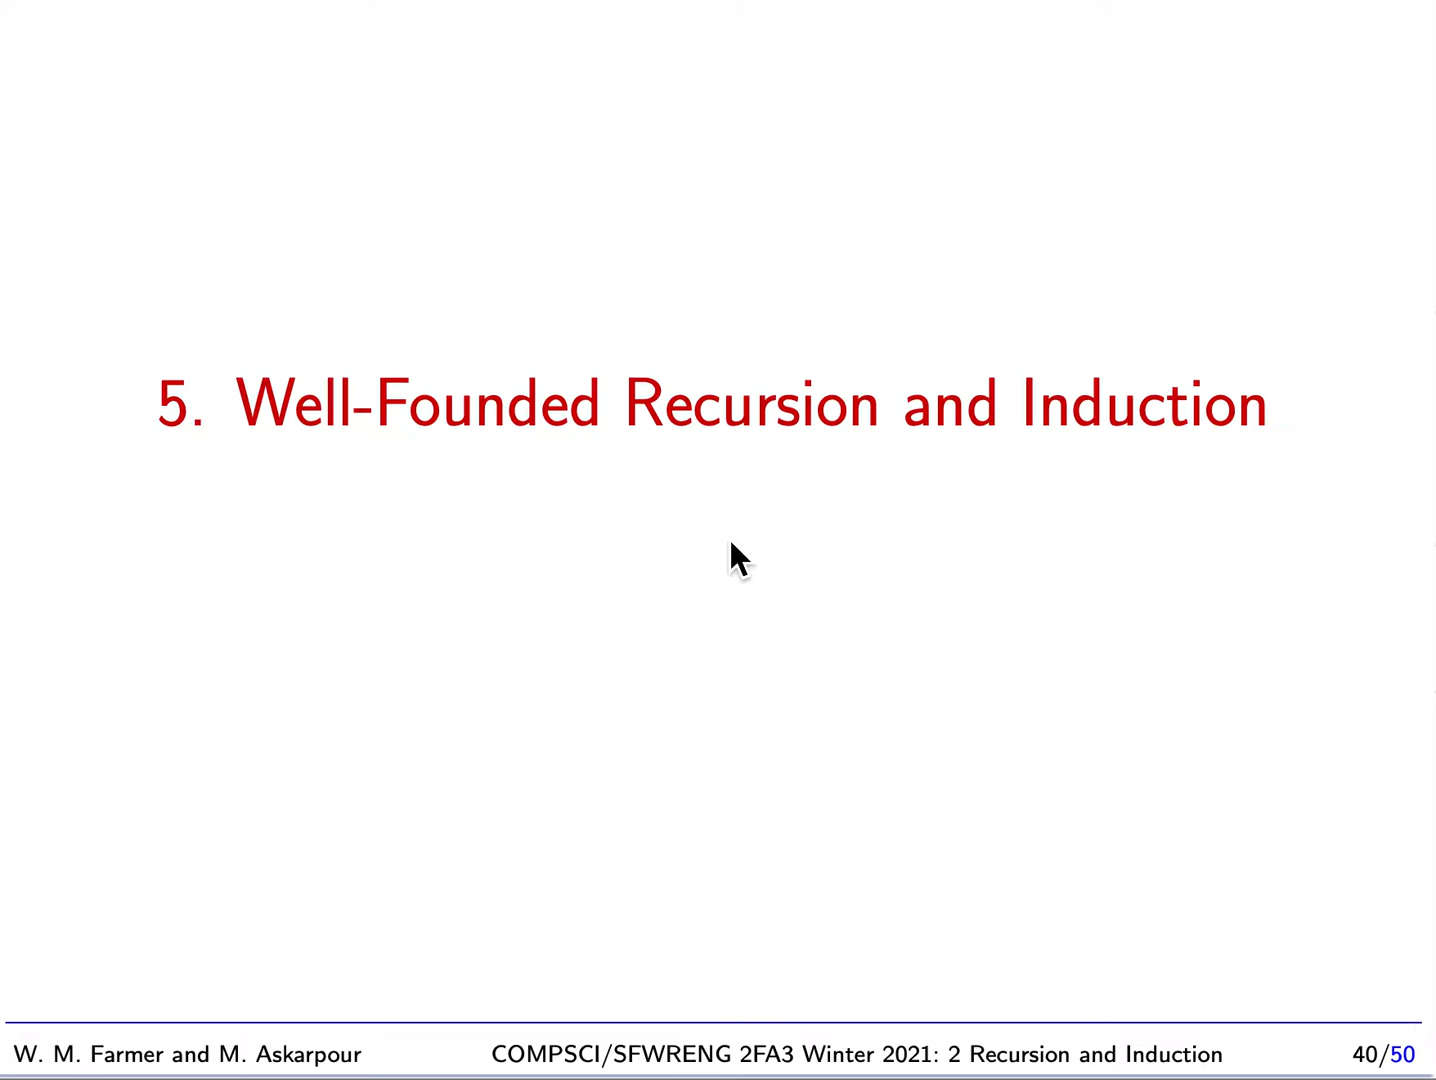 5. Well-Founded Recursion and Induction
W. M. Farmer and M. Askarpour COMPSCI/SFWRENG 2FA3 Winter 2021: 2 Recursion and Induction 40/50